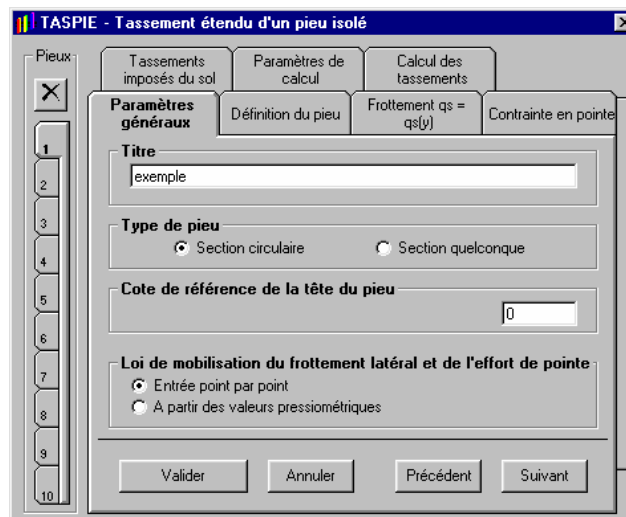 TASPIE - Tassement étendu d'un pieu isolé
Pieux
1
2
3
4
5
6
7
8
9
10
Tassements imposés du sol
Paramètres de calcul
Calcul des tassements
Paramètres généraux
Définition du pieu
Frottement qs = qs(y)
Contrainte en pointe
Titre
exemple
Type de pieu
Section circulaire
Section quelconque
Cote de référence de la tête du pieu
0
Loi de mobilisation du frottement latéral et de l'effort de pointe
Entrée point par point
A partir des valeurs pressiométriques
Valider
Annuler
Précédent
Suivant